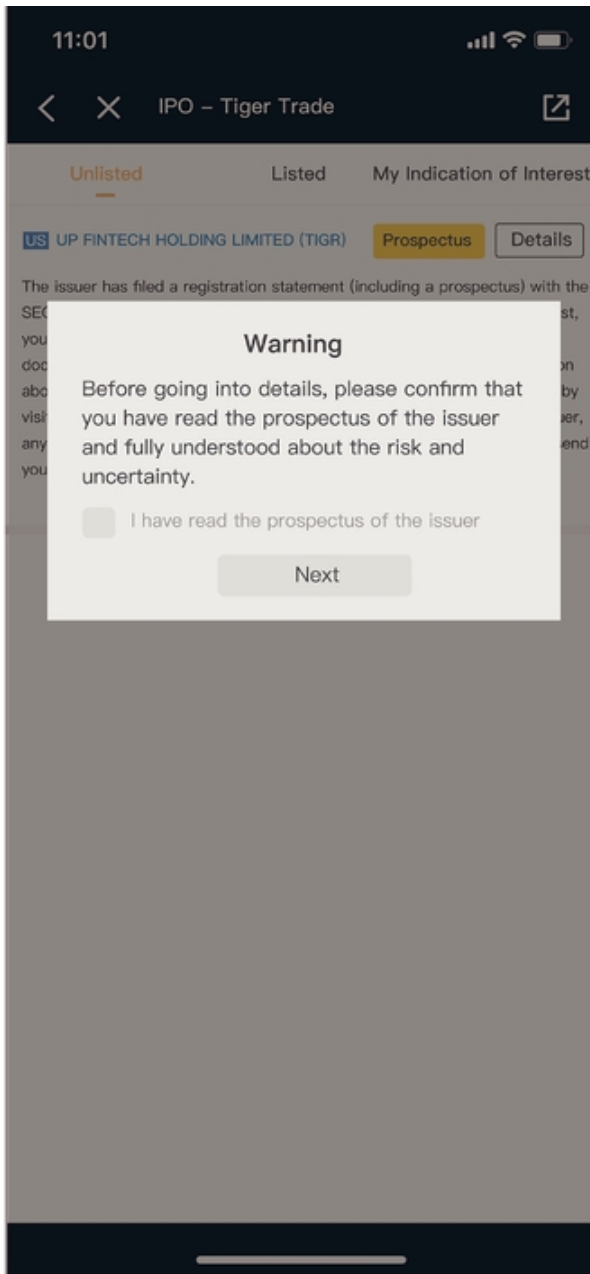 11:01
IPO – Tiger Trade
Unlisted Listed My Indication of Interest
US UP FINTECH HOLDING LIMITED (TIGR) Prospectus Details
The issuer has filed a registration statement (including a prospectus) with the
Warning
Before going into details, please confirm that
you have read the prospectus of the issuer
and fully understood about the risk and
uncertainty.
I have read the prospectus of the issuer
Next